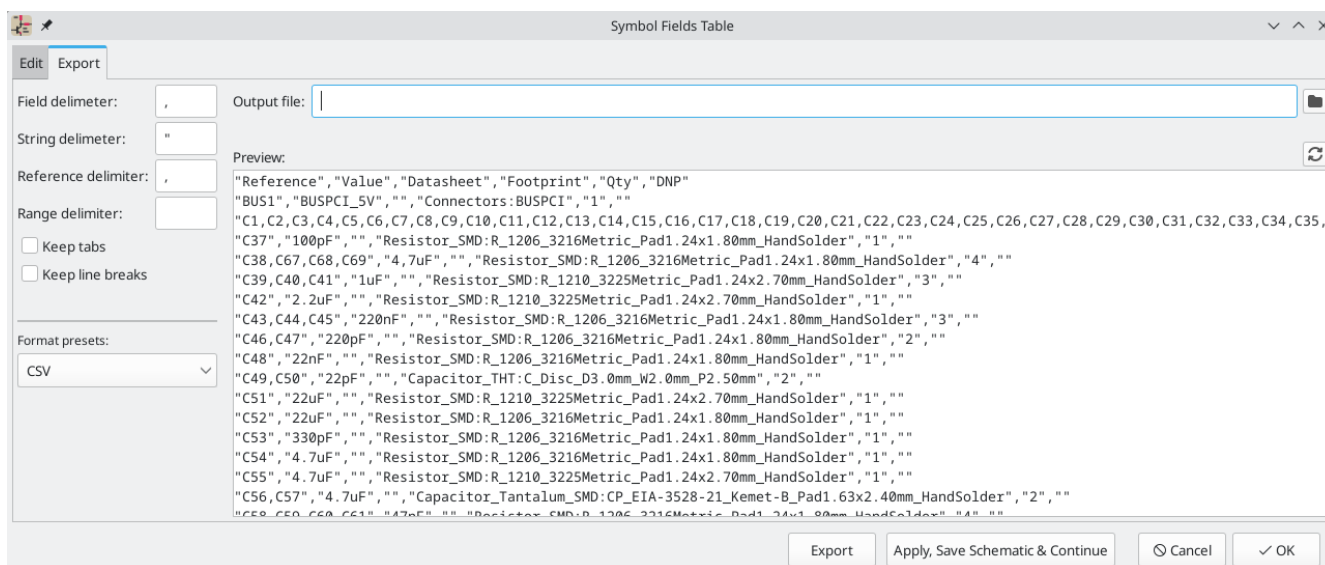 Symbol Fields Table
Edit Export
Field delimeter: ,
Output file:
String delimeter: "
Reference delimiter: ,
Range delimiter:
Keep tabs
Keep line breaks
Format presets:
CSV
Preview:
"Reference","Value","Datasheet","Footprint","Qty","DNP"
"BUS1","BUSPCI_5V","","Connectors:BUSPCI","1",""
"C1,C2,C3,C4,C5,C6,C7,C8,C9,C10,C11,C12,C13,C14,C15,C16,C17,C18,C19,C20,C21,C22,C23,C24,C25,C26,C27,C28,C29,C30,C31,C32,C33,C34,C35,
"C37","100pF","","Resistor_SMD:R_1206_3216Metric_Pad1.24x1.80mm_HandSolder","1",""
"C38,C67,C68,C69","4,7uF","","Resistor_SMD:R_1206_3216Metric_Pad1.24x1.80mm_HandSolder","4",""
"C39,C40,C41","1uF","","Resistor_SMD:R_1210_3225Metric_Pad1.24x2.70mm_HandSolder","3",""
"C42","2.2uF","","Resistor_SMD:R_1210_3225Metric_Pad1.24x2.70mm_HandSolder","1",""
"C43,C44,C45","220nF","","Resistor_SMD:R_1206_3216Metric_Pad1.24x1.80mm_HandSolder","3",""
"C46,C47","220pF","","Resistor_SMD:R_1206_3216Metric_Pad1.24x1.80mm_HandSolder","2",""
"C48","22nF","","Resistor_SMD:R_1206_3216Metric_Pad1.24x1.80mm_HandSolder","1",""
"C49,C50","22pF","","Capacitor_THT:C_Disc_D3.0mm_W2.0mm_P2.50mm","2",""
"C51","22uF","","Resistor_SMD:R_1210_3225Metric_Pad1.24x2.70mm_HandSolder","1",""
"C52","22uF","","Resistor_SMD:R_1206_3216Metric_Pad1.24x1.80mm_HandSolder","1",""
"C53","330pF","","Resistor_SMD:R_1206_3216Metric_Pad1.24x1.80mm_HandSolder","1",""
"C54","4.7uF","","Resistor_SMD:R_1206_3216Metric_Pad1.24x1.80mm_HandSolder","1",""
"C55","4.7uF","","Resistor_SMD:R_1210_3225Metric_Pad1.24x2.70mm_HandSolder","1",""
"C56,C57","4.7uF","","Capacitor_Tantalum_SMD:CP_EIA-3528-21_Kemet-B_Pad1.63x2.40mm_HandSolder","2",""
"C58,C59,C60,C61","47nF","","Resistor_SMD:R_1206_3216Metric_Pad1.24x1.80mm_HandSolder","4",""
Export
Apply, Save Schematic & Continue
Cancel
OK